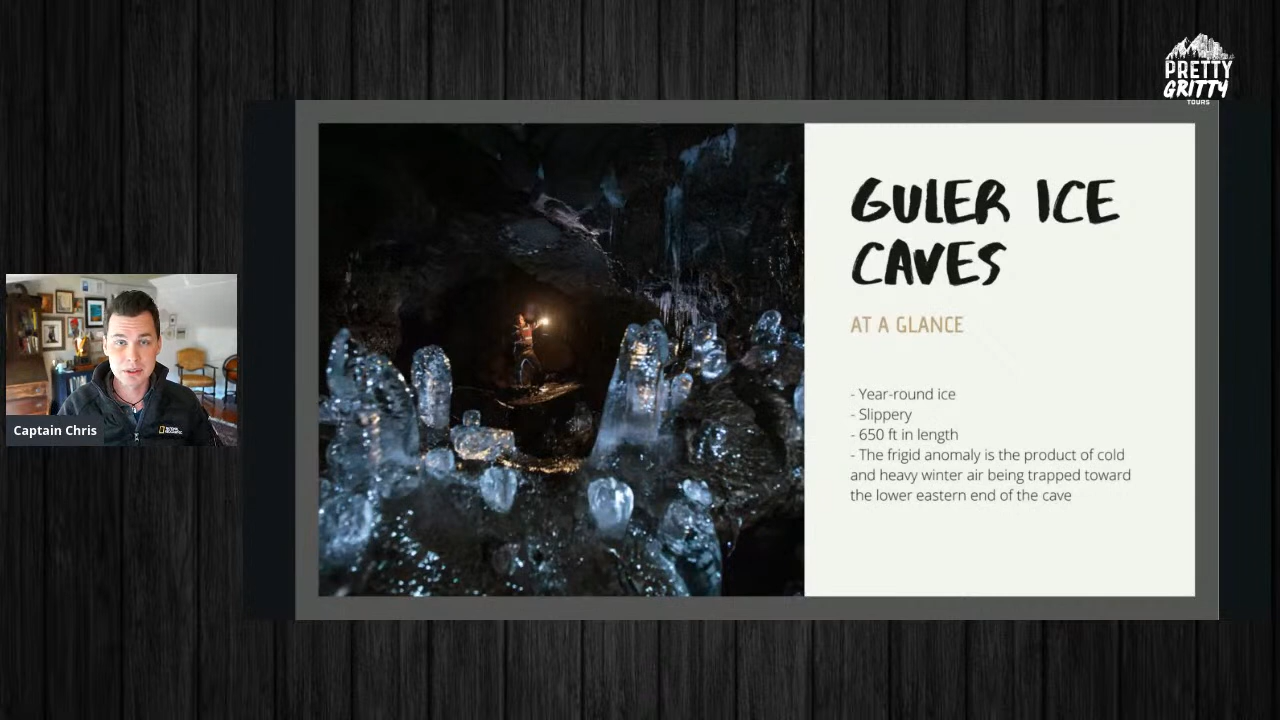 PRETTY
GRITTY
TOURS
GULER ICE
CAVES
AT A GLANCE
- Year-round ice
- Slippery
- 650 ft in length
- The frigid anomaly is the product of cold
and heavy winter air being trapped toward
the lower eastern end of the cave
Captain Chris